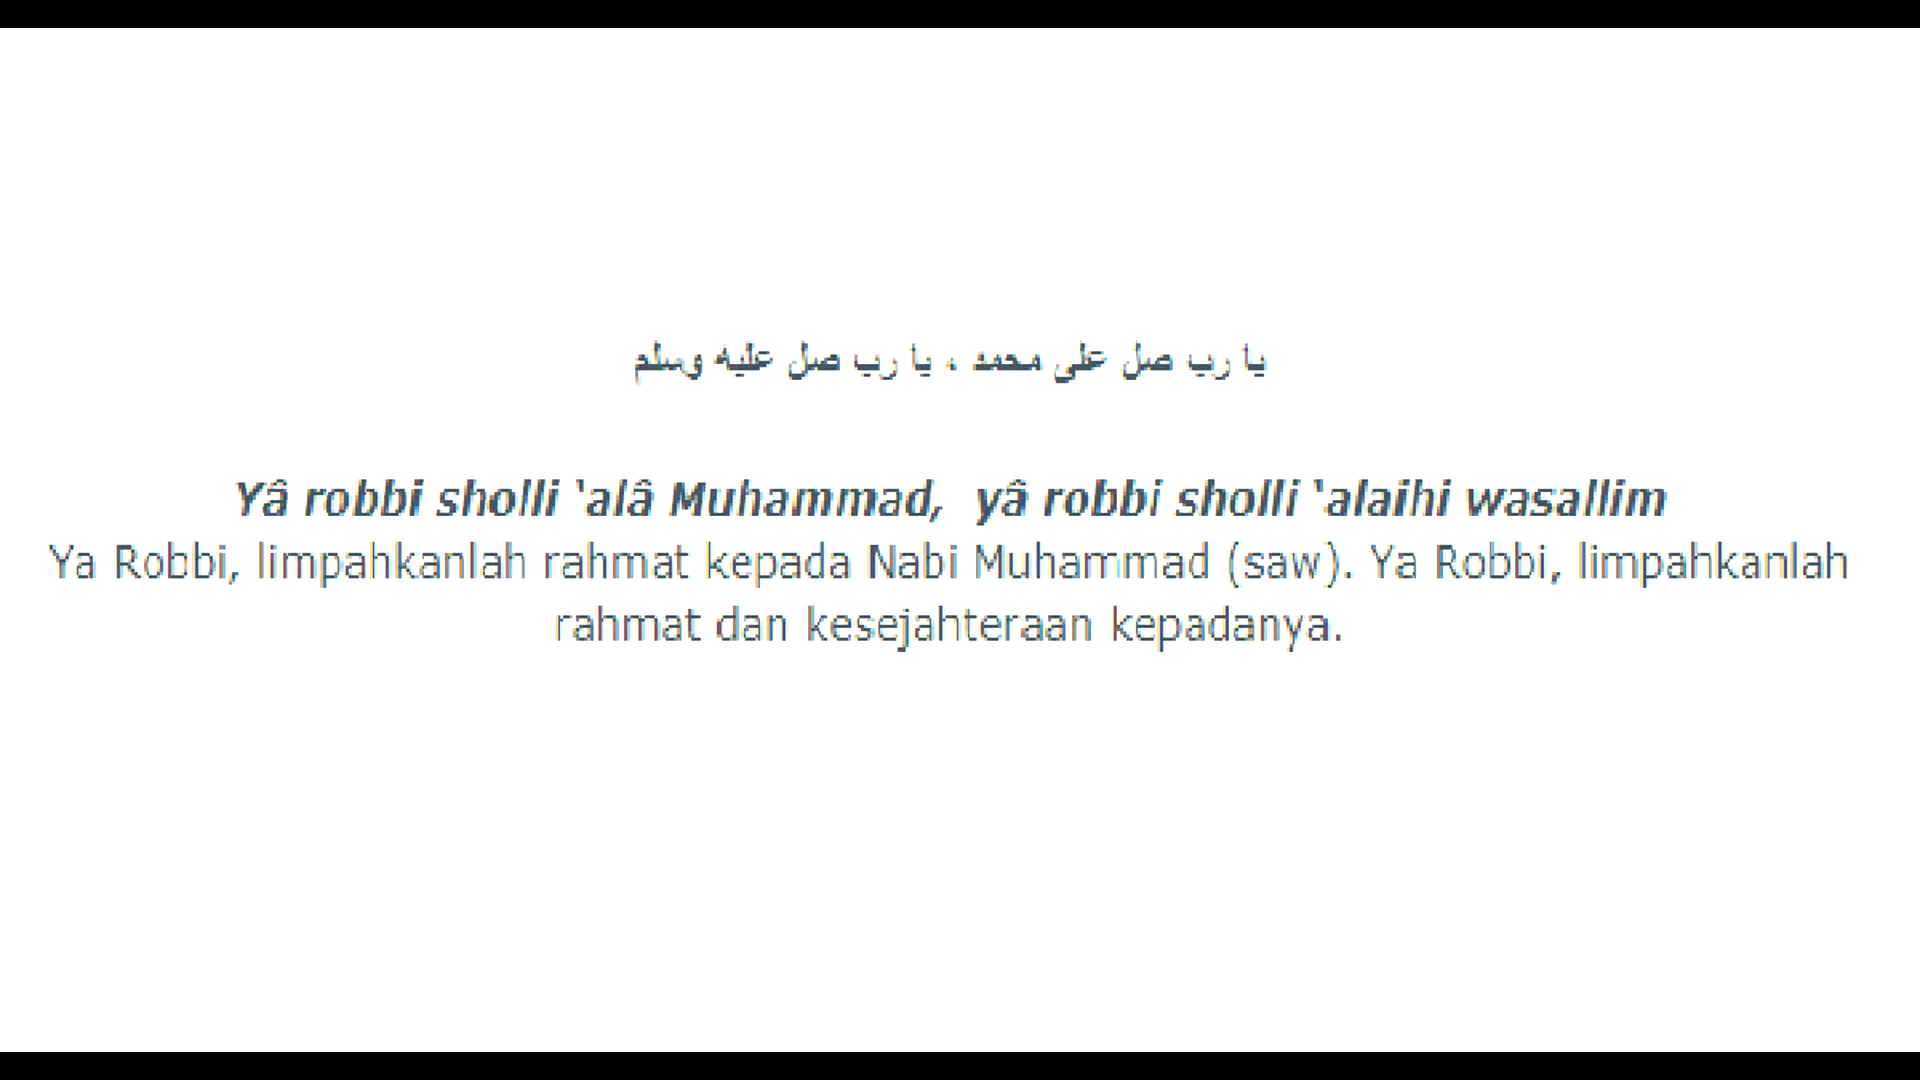 يا رب صل على محمد ، يا رب صل عليه وسلم
Yâ robbi sholli 'alâ Muhammad,  yâ robbi sholli 'alaihi wasallim
Ya Robbi, limpahkanlah rahmat kepada Nabi Muhammad (saw). Ya Robbi, limpahkanlah
rahmat dan kesejahteraan kepadanya.